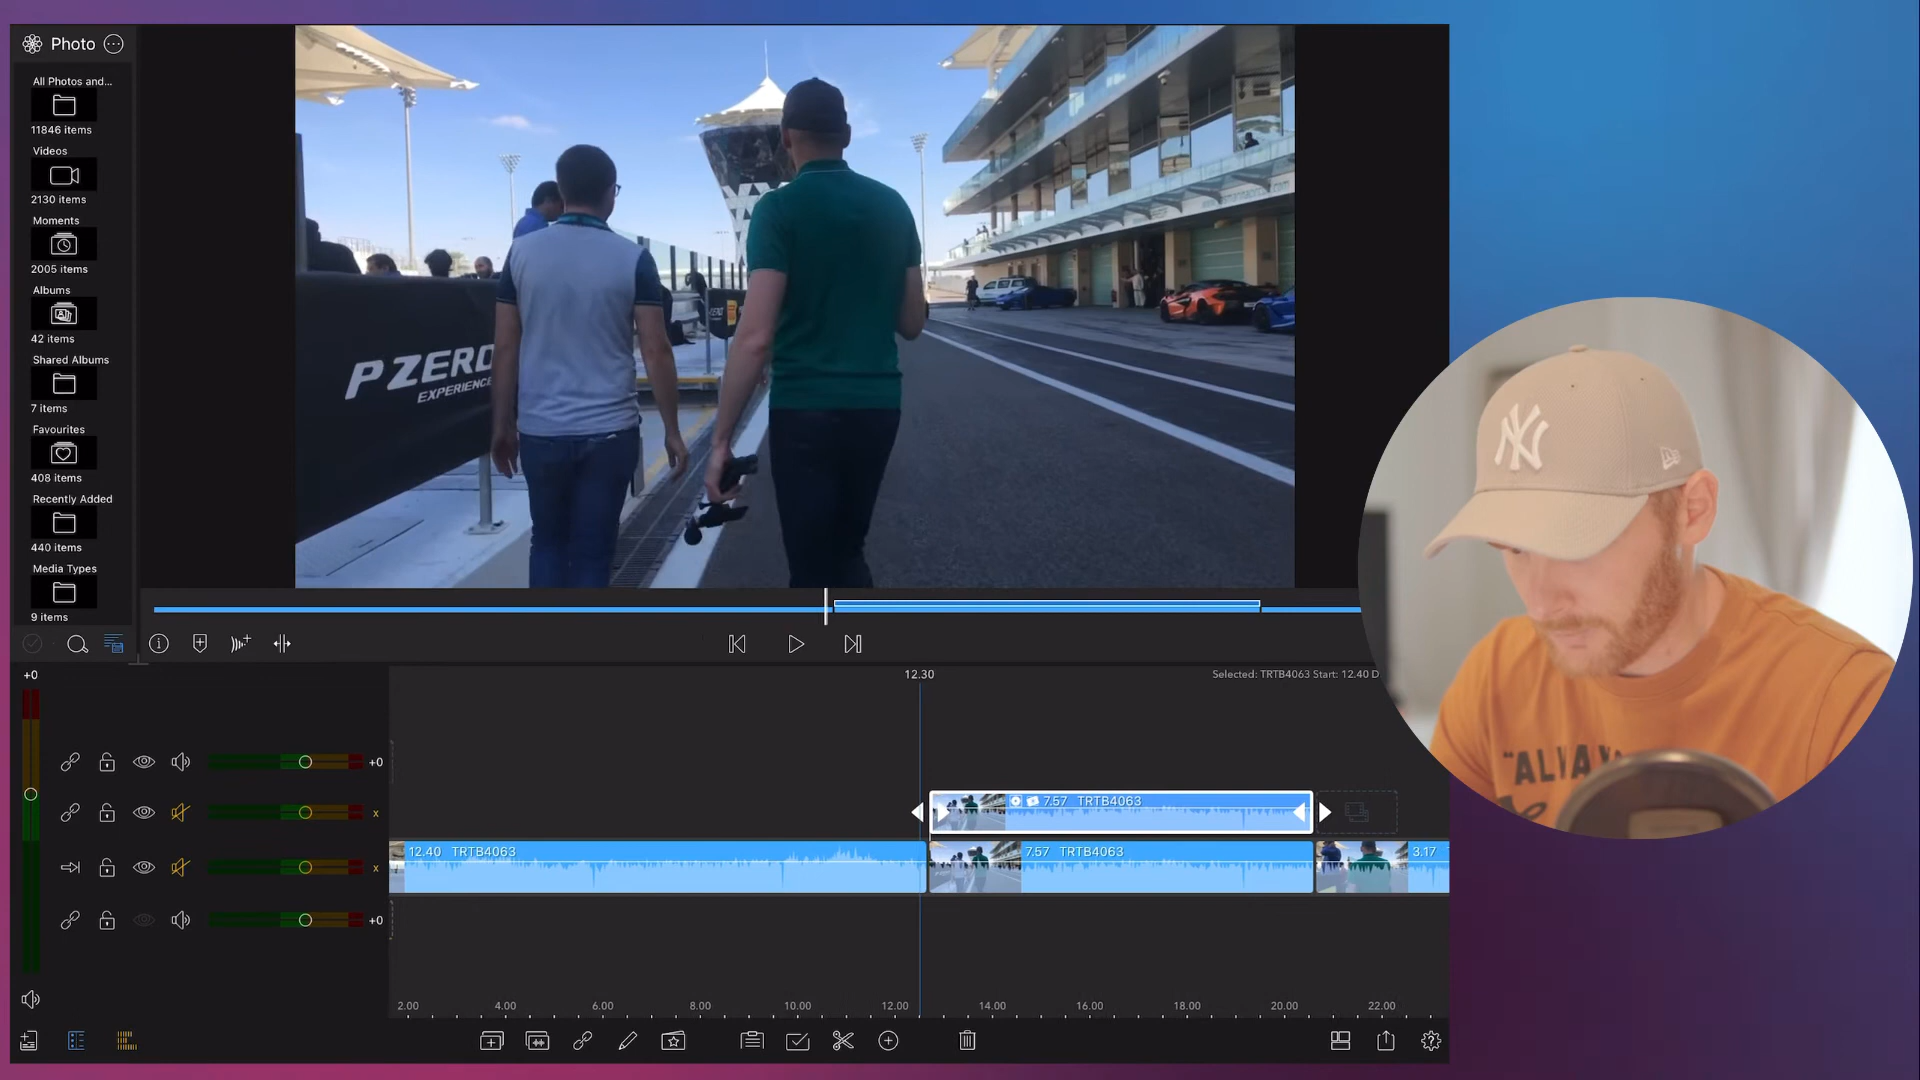 Photo
All Photos and...
11846 items
Videos
2130 items
Moments
2005 items
Albums
42 items
Shared Albums
7 items
Favourites
408 items
Recently Added
440 items
Media Types
9 items
P ZERO
EXPERIENCE
NY
+0
12.30
Selected: TRTB4063 Start: 12.40 D
+0
7.57 TRTB4063
x
12.40 TRTB4063
7.57 TRTB4063
3.17
x
+0
2.00 4.00 6.00 8.00 10.00 12.00 14.00 16.00 18.00 20.00 22.00